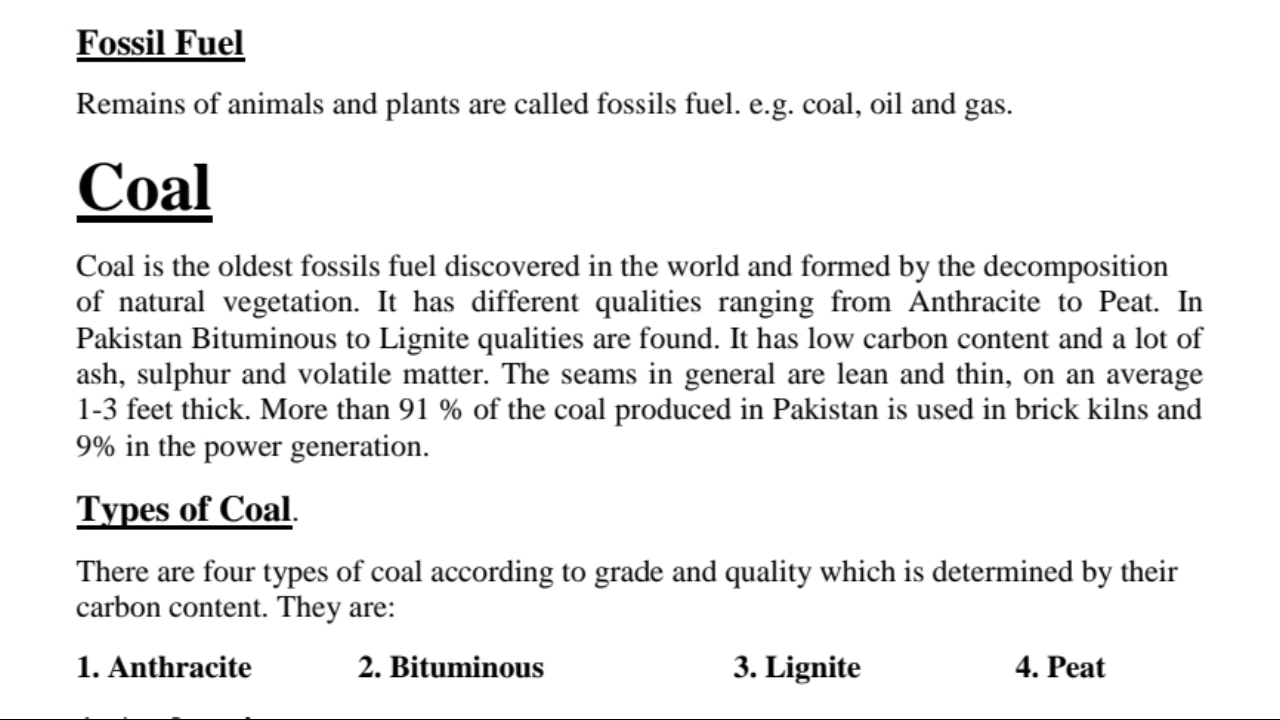 Fossil Fuel
Remains of animals and plants are called fossils fuel. e.g. coal, oil and gas.
Coal
Coal is the oldest fossils fuel discovered in the world and formed by the decomposition
of natural vegetation. It has different qualities ranging from Anthracite to Peat. In
Pakistan Bituminous to Lignite qualities are found. It has low carbon content and a lot of
ash, sulphur and volatile matter. The seams in general are lean and thin, on an average
1-3 feet thick. More than 91 % of the coal produced in Pakistan is used in brick kilns and
9% in the power generation.
Types of Coal.
There are four types of coal according to grade and quality which is determined by their
carbon content. They are:
1. Anthracite 2. Bituminous 3. Lignite 4. Peat